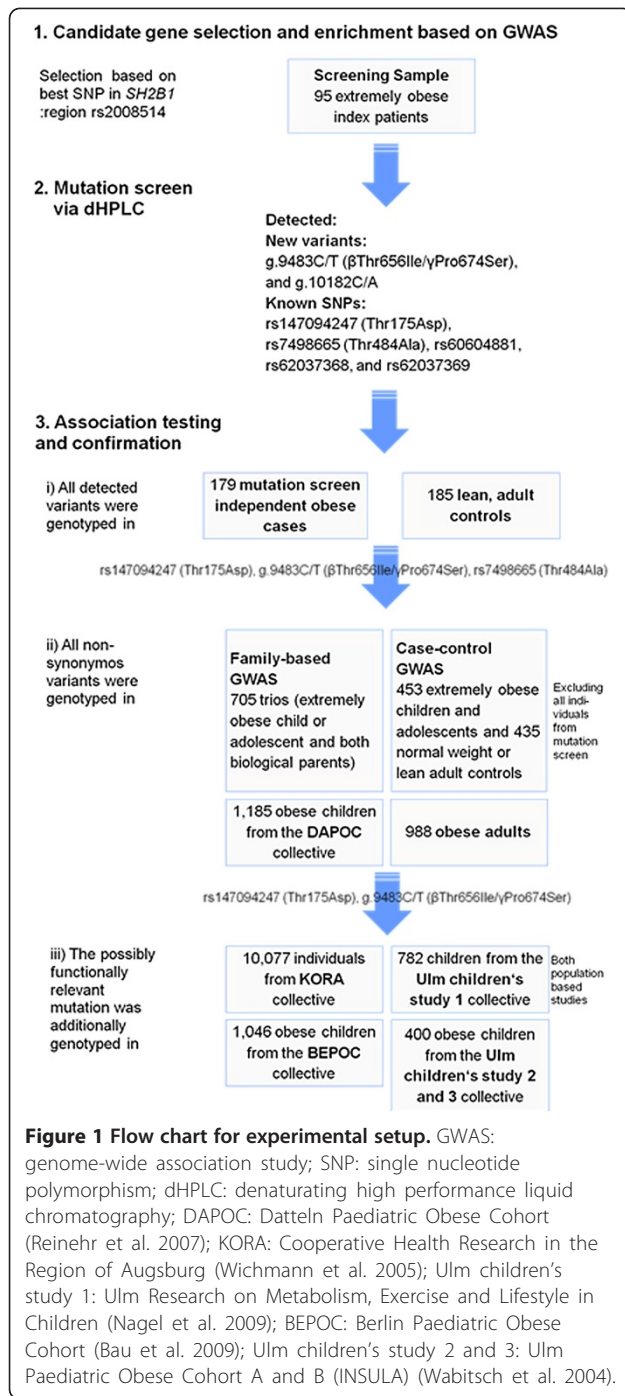 1. Candidate gene selection and enrichment based on GWAS
Selection based on
best SNP in SH2B1
:region rs2008514
Screening Sample
95 extremely obese
index patients
2. Mutation screen
via dHPLC
Detected:
New variants:
g.9483C/T (βThr656Ile/γPro674Ser),
and g.10182C/A
Known SNPs:
rs147094247 (Thr175Asp),
rs7498665 (Thr484Ala), rs60604881,
rs62037368, and rs62037369
3. Association testing
and confirmation
i) All detected
variants were
genotyped in
179 mutation screen
independent obese
cases
185 lean, adult
controls
rs147094247 (Thr175Asp), g.9483C/T (βThr656Ile/γPro674Ser), rs7498665 (Thr484Ala)
ii) All non-
synonymos
variants were
genotyped in
Family-based
GWAS
705 trios (extremely
obese child or
adolescent and both
biological parents)
Case-control
GWAS
453 extremely obese
children and
adolescents and 435
normal weight or
lean adult controls
Excluding
all indi-
viduals
from
mutation
screen
1,185 obese children
from the DAPOC
collective
988 obese adults
rs147094247 (Thr175Asp), g.9483C/T (βThr656Ile/γPro674Ser)
iii) The possibly
functionally
relevant
mutation was
additionally
genotyped in
10,077 individuals
from KORA
collective
782 children from the
Ulm children's
study 1 collective
Both
population
based
studies
1,046 obese children
from the BEPOC
collective
400 obese children
from the Ulm
children's study 2
and 3 collective
Figure 1 Flow chart for experimental setup. GWAS:
genome-wide association study; SNP: single nucleotide
polymorphism; dHPLC: denaturating high performance liquid
chromatography; DAPOC: Datteln Paediatric Obese Cohort
(Reinehr et al. 2007); KORA: Cooperative Health Research in the
Region of Augsburg (Wichmann et al. 2005); Ulm children's
study 1: Ulm Research on Metabolism, Exercise and Lifestyle in
Children (Nagel et al. 2009); BEPOC: Berlin Paediatric Obese
Cohort (Bau et al. 2009); Ulm children's study 2 and 3: Ulm
Paediatric Obese Cohort A and B (INSULA) (Wabitsch et al. 2004).